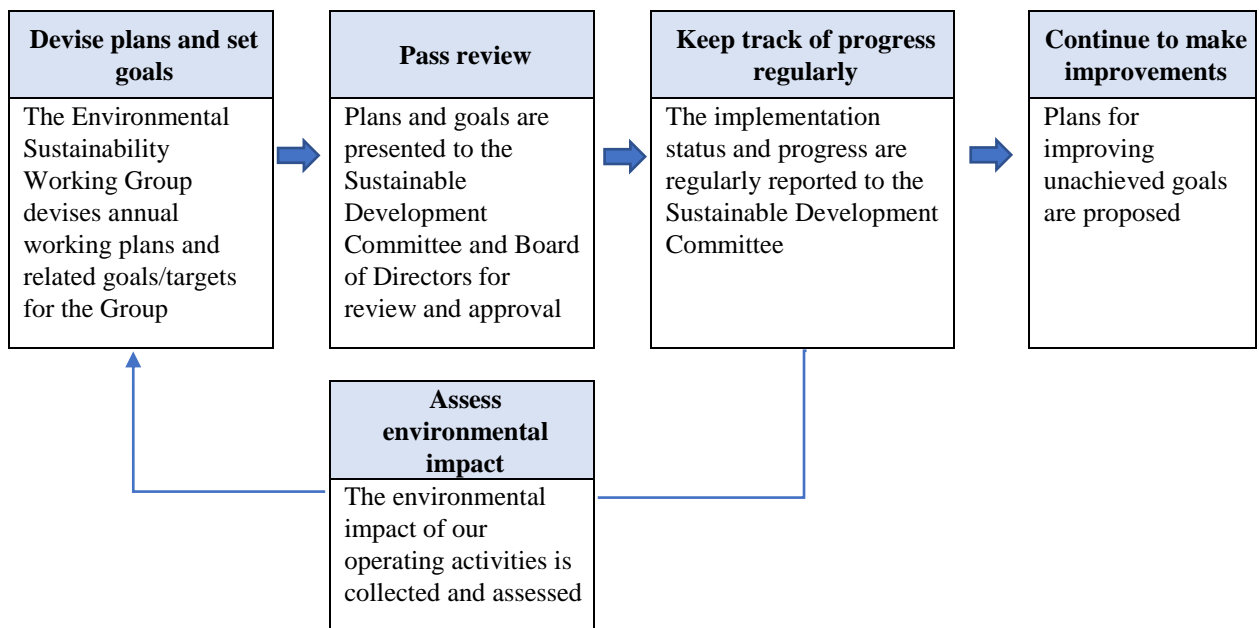 Devise plans and set
goals
The Environmental
Sustainability
Working Group
devises annual
working plans and
related goals/targets
for the Group
Pass review
Plans and goals are
presented to the
Sustainable
Development
Committee and Board
of Directors for
review and approval
Keep track of progress
regularly
The implementation
status and progress are
regularly reported to the
Sustainable Development
Committee
Continue to make
improvements
Plans for
improving
unachieved goals
are proposed
Assess
environmental
impact
The environmental
impact of our
operating activities is
collected and assessed